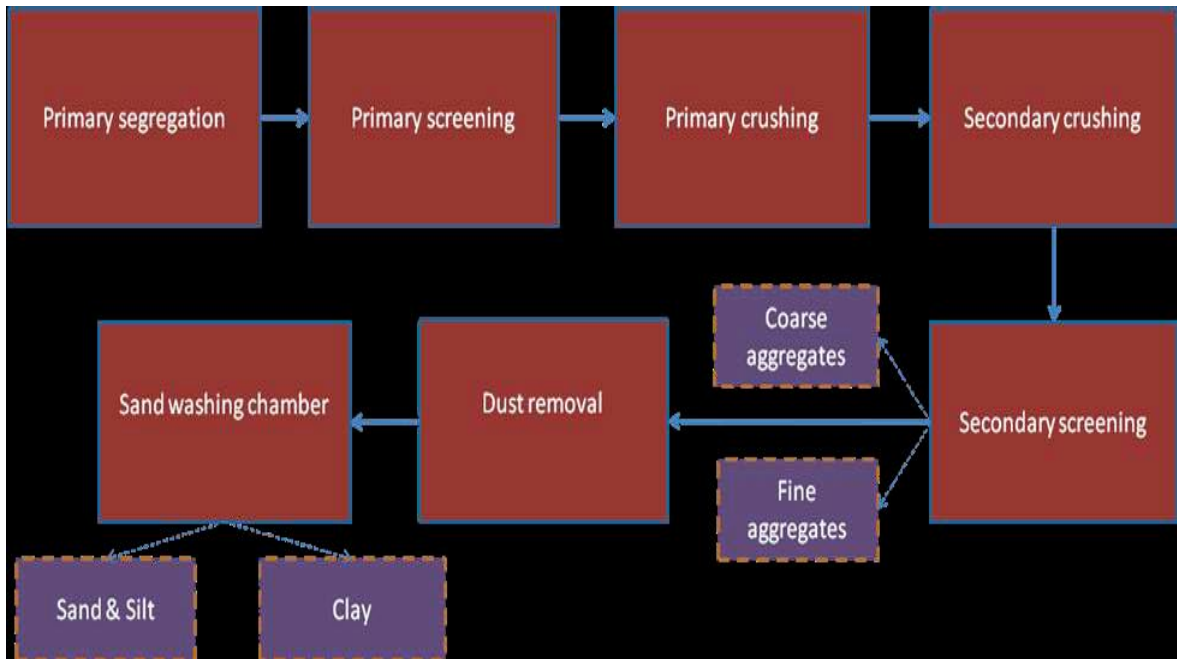 Primary segregation
Primary screening
Primary crushing
Secondary crushing
Coarse
aggregates
Sand washing chamber
Dust removal
Secondary screening
Fine
aggregates
Sand & Silt
Clay